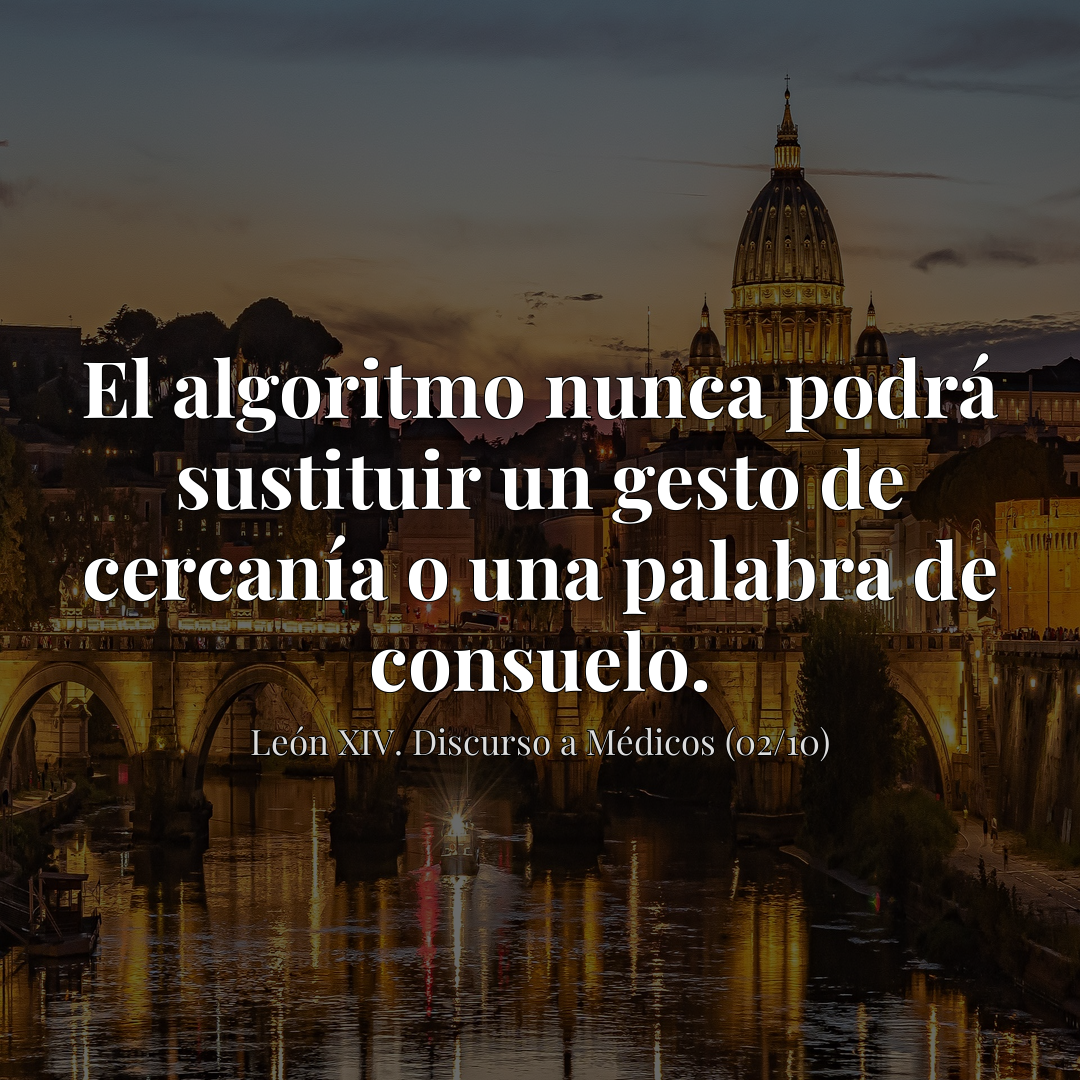 El algoritmo nunca podrá
sustituir un gesto de
cercanía o una palabra de
consuelo.
León XIV. Discurso a Médicos (02/10)